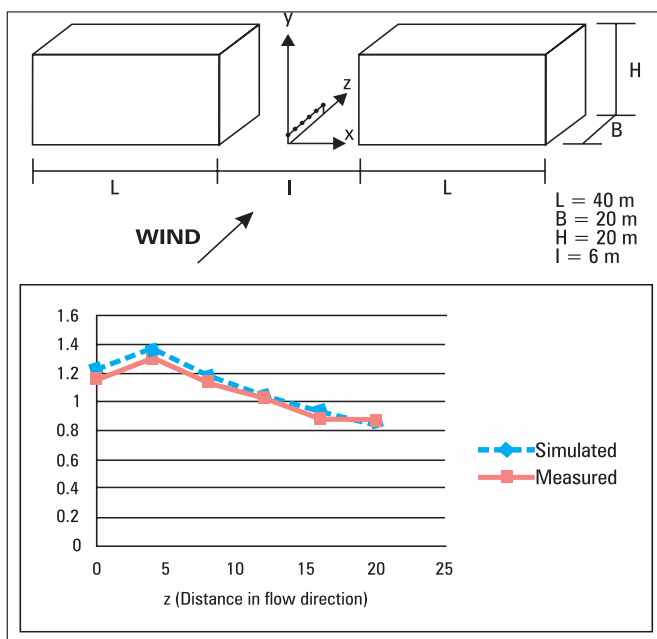 y
z
x
H
B
L
I
L
WIND
L = 40 m
B = 20 m
H = 20 m
I = 6 m
1.6
1.4
1.2
1
0.8
0.6
0.4
0.2
0
0 5 10 15 20 25
z (Distance in flow direction)
Simulated
Measured